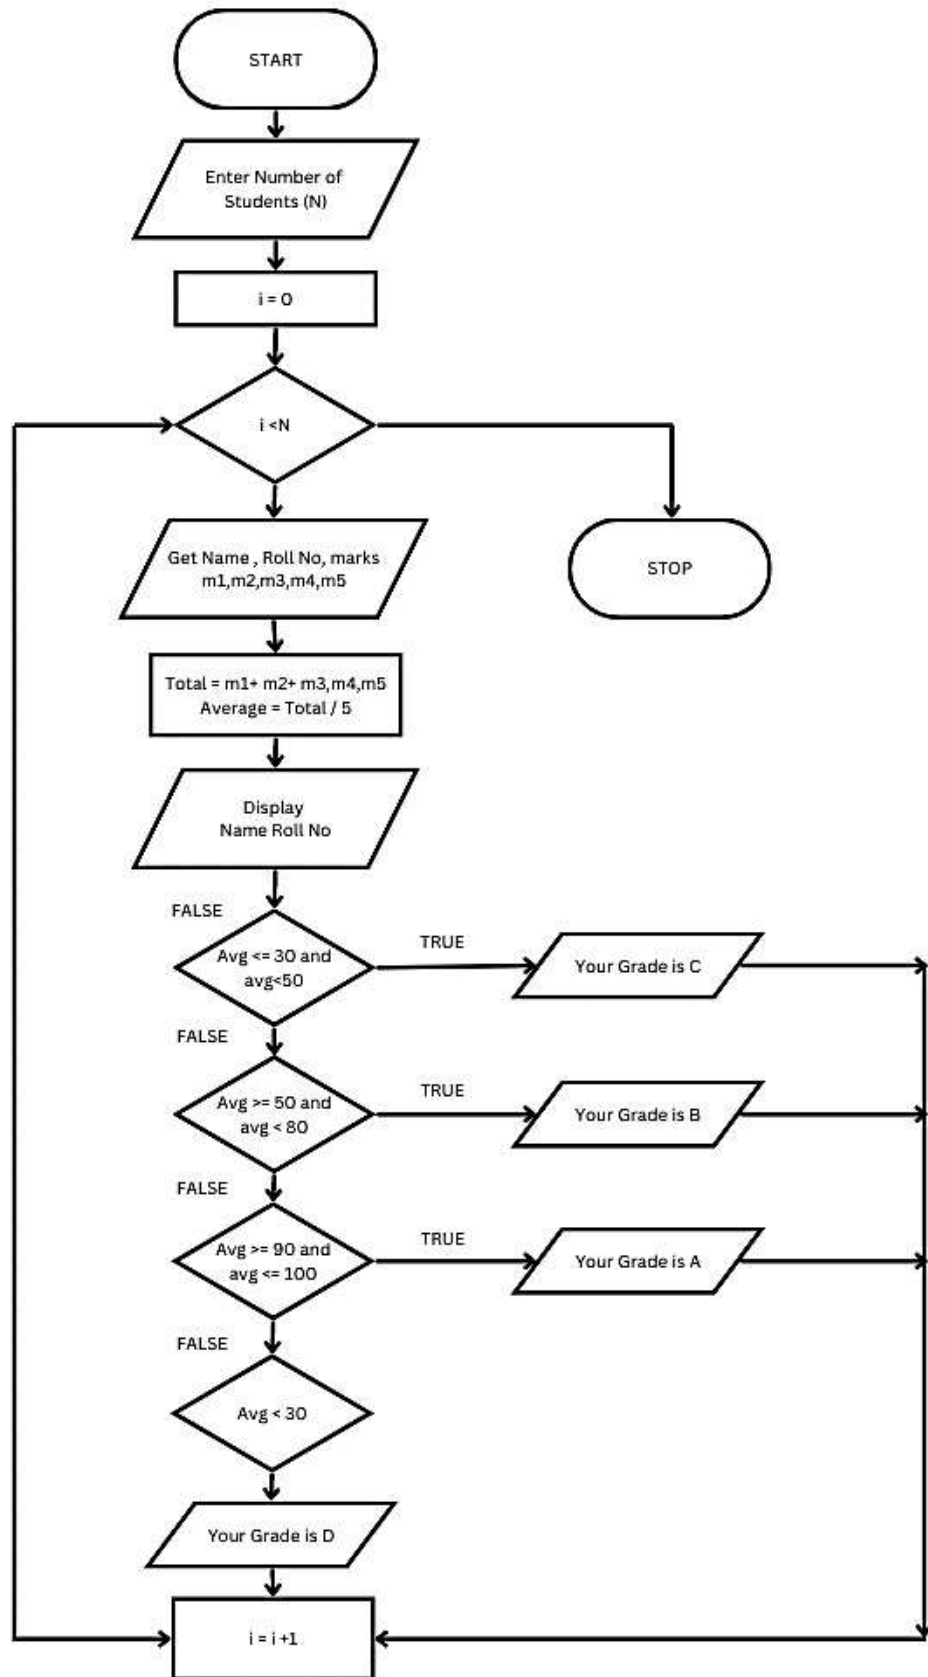 START
Enter Number of
Students (N)
i = 0
i <N
Get Name , Roll No, marks
m1,m2,m3,m4,m5
STOP
Total = m1+ m2+ m3,m4,m5
Average = Total / 5
Display
Name Roll No
FALSE
TRUE
Avg <= 30 and
avg<50
Your Grade is C
FALSE
TRUE
Avg >= 50 and
avg < 80
Your Grade is B
FALSE
TRUE
Avg >= 90 and
avg <= 100
Your Grade is A
FALSE
Avg < 30
Your Grade is D
i = i +1